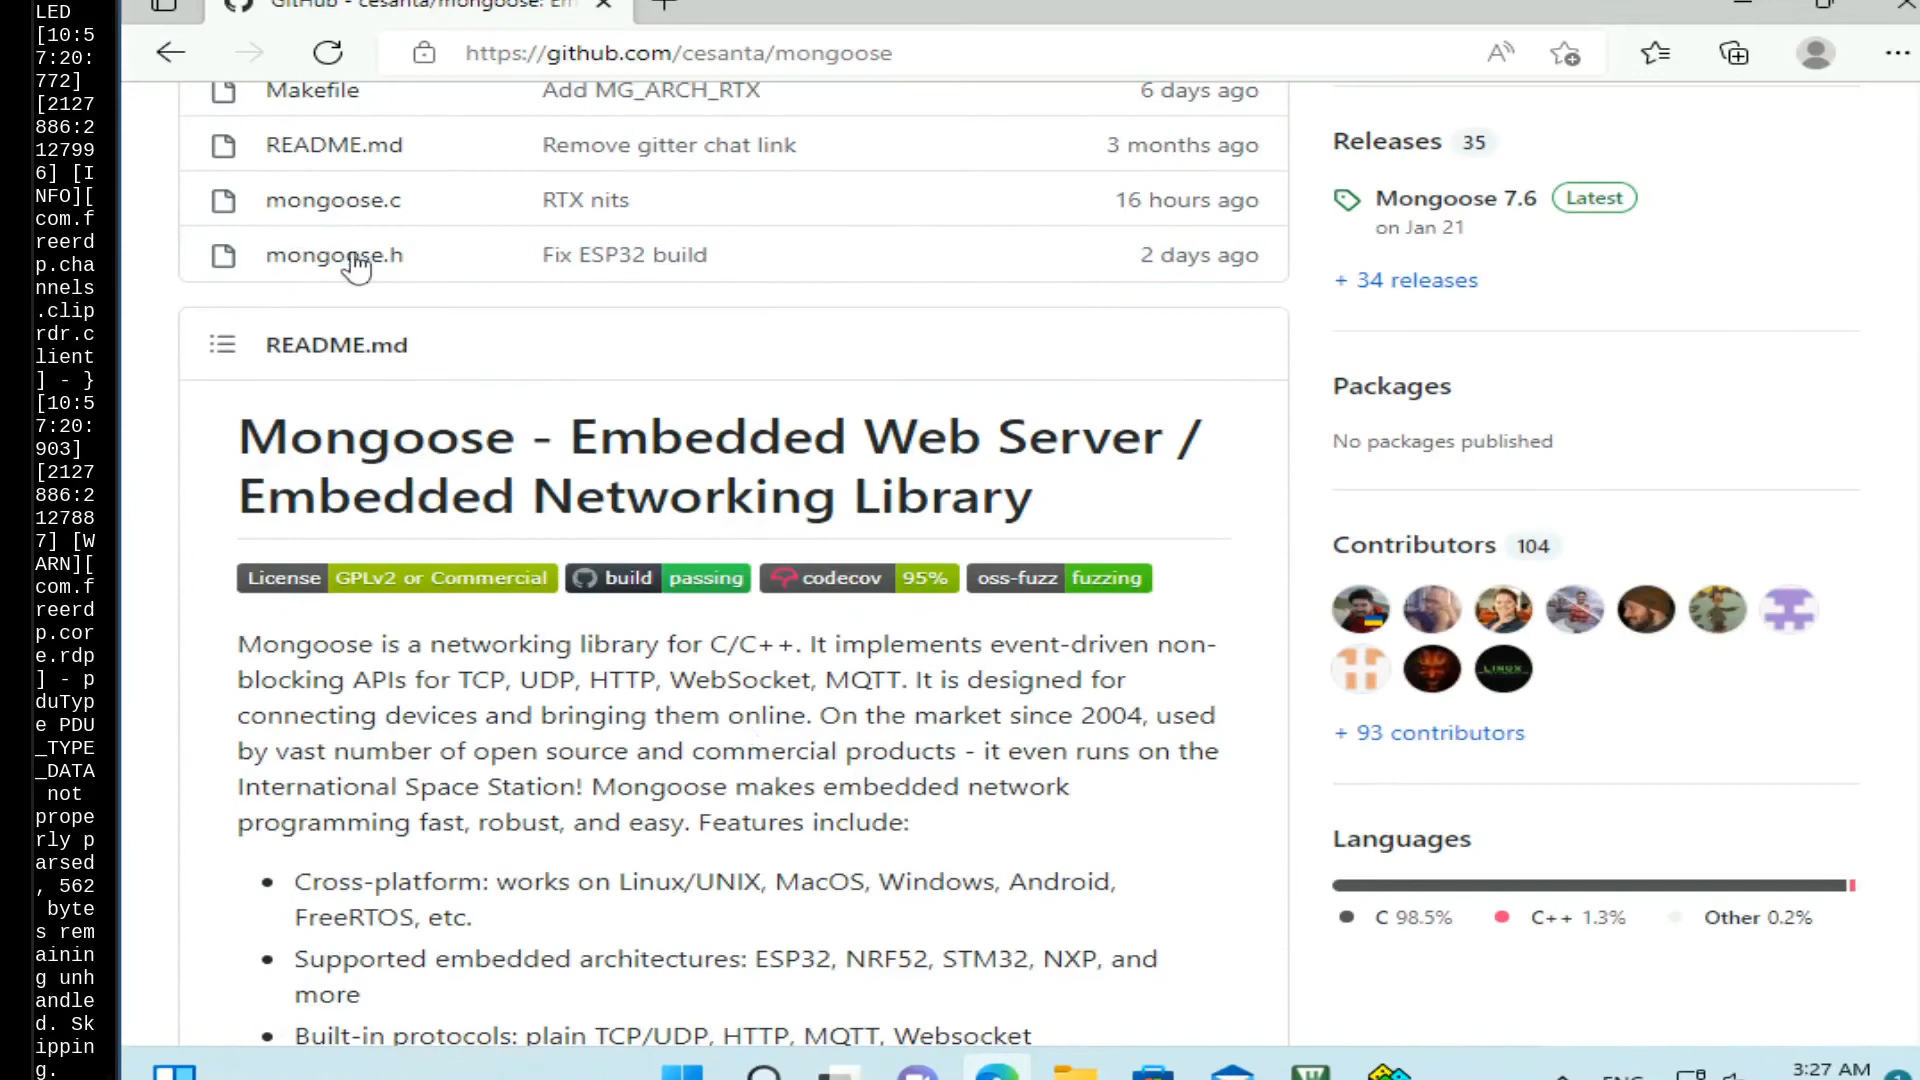 LED
[10:5
7:20:
772]
[2127
886:2
12799
6] [I
NFO][
com.f
reerd
p.cha
nnels
.clip
rdr.c
lient
] - }
[10:5
7:20:
903]
[2127
886:2
12788
7] [W
ARN][
com.f
reerd
p.cor
e.rdp
] - p
duTyp
e PDU
_TYPE
_DATA
not
prope
rly p
arsed
, 562
byte
s rem
ainin
g unh
andle
d. Sk
ippin
g.
GitHub - cesanta/mongoose: Em
https://github.com/cesanta/mongoose
Makefile Add MG_ARCH_RTX 6 days ago
README.md Remove gitter chat link 3 months ago
mongoose.c RTX nits 16 hours ago
mongoose.h Fix ESP32 build 2 days ago
README.md
Mongoose - Embedded Web Server /
Embedded Networking Library
License GPLv2 or Commercial build passing codecov 95% oss-fuzz fuzzing
Mongoose is a networking library for C/C++. It implements event-driven non-
blocking APIs for TCP, UDP, HTTP, WebSocket, MQTT. It is designed for
connecting devices and bringing them online. On the market since 2004, used
by vast number of open source and commercial products - it even runs on the
International Space Station! Mongoose makes embedded network
programming fast, robust, and easy. Features include:
• Cross-platform: works on Linux/UNIX, MacOS, Windows, Android,
FreeRTOS, etc.
• Supported embedded architectures: ESP32, NRF52, STM32, NXP, and
more
• Built-in protocols: plain TCP/UDP, HTTP, MQTT, Websocket
Releases 35
Mongoose 7.6 Latest
on Jan 21
+ 34 releases
Packages
No packages published
Contributors 104
LINUX
+ 93 contributors
Languages
C 98.5% C++ 1.3% Other 0.2%
ENG
3:27 AM